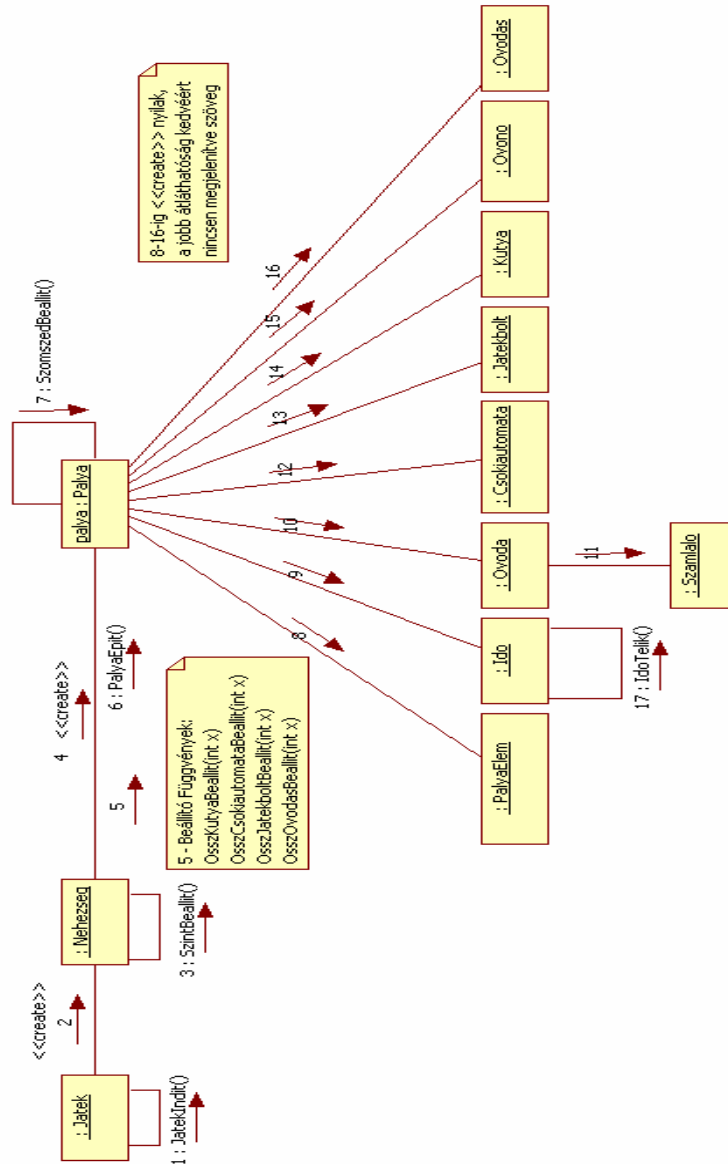 : Jatek
1 : JatekIndit()
<<create>>
2
: Nehezseg
3 : SzintBeallit()
4
<<create>>
5
6 : PalyaEpit()
5 - Beállító Függvények:
OsszKutyaBeallit(int x)
OsszCsokiautomataBeallit(int x)
OsszJatekboltBeallit(int x)
OsszOvodasBeallit(int x)
palya : Palya
7 : SzomszedBeallit()
8-16-ig <<create>> nyilak,
a jobb átláthatóság kedvéért
nincsen megjelenítve szöveg
8
9
10
12
13
14
15
16
: PalyaElem
: Ido
: Ovoda
: Csokiautomata
: Jatekbolt
: Kutya
: Ovono
: Ovodas
17 : IdoTelik()
11
: Szamlalo